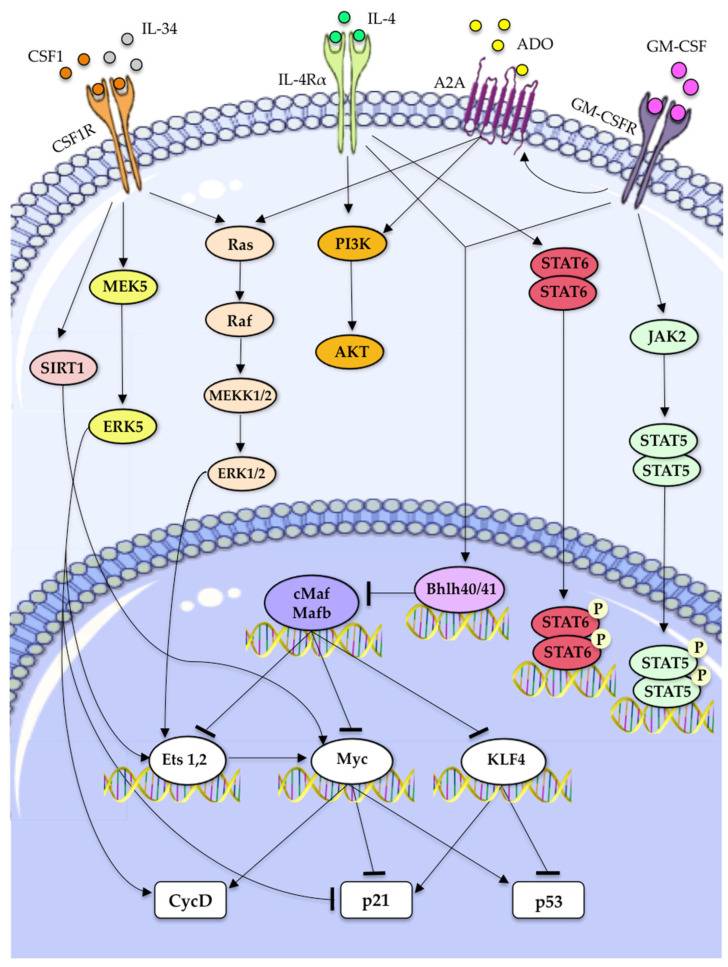 IL-34
CSF1
IL-4
ADO
GM-CSF
IL-4Rα
A2A
CSF1R
GM-CSFR
Ras
PI3K
STAT6
STAT6
MEK5
Raf
JAK2
AKT
SIRT1
MEKK1/2
ERK5
STAT5
STAT5
ERK1/2
cMaf
Mafb
Bhlh40/41
P
STAT6
P
STAT6
P
STAT5
P
STAT5
Ets 1,2
Myc
KLF4
CycD
p21
p53